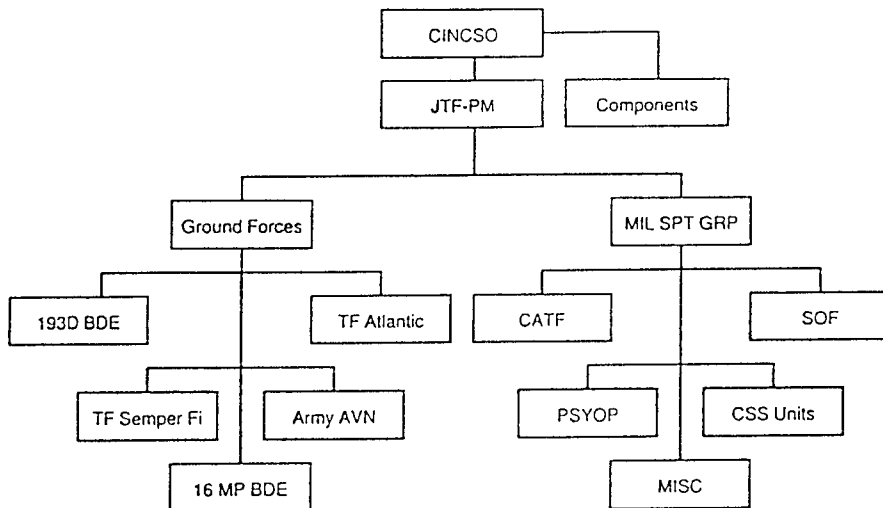 CINCSO
JTF-PM
Components
Ground Forces
MIL SPT GRP
193D BDE
TF Atlantic
CATF
SOF
TF Semper Fi
Army AVN
PSYOP
CSS Units
16 MP BDE
MISC